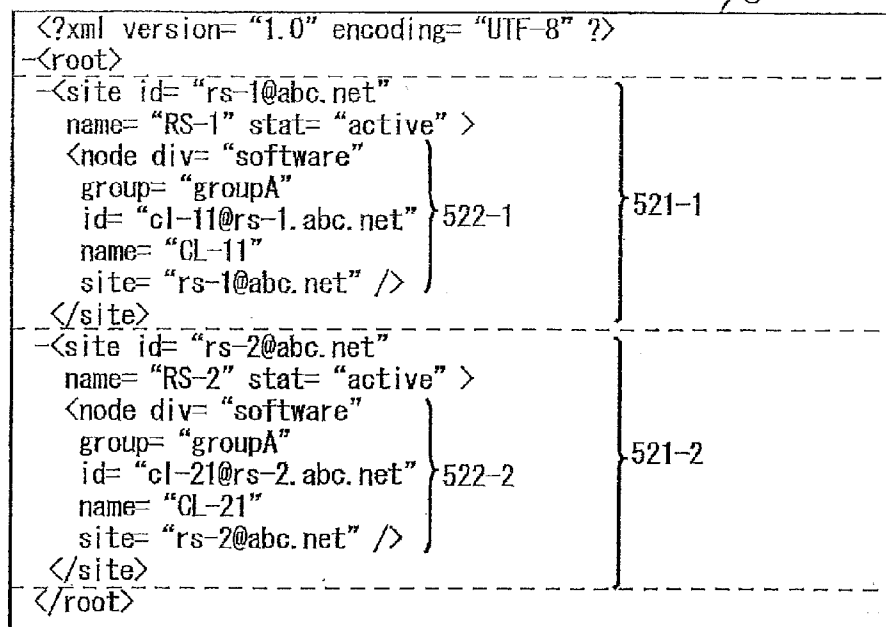 <?xml version= “1.0” encoding= “UTF-8” ?>
-<root>
-<site id= “rs-1@abc.net”
name= “RS-1” stat= “active” >
<node div= “software”
group= “groupA”
id= “cl-11@rs-1.abc.net”
522-1
521-1
name= “CL-11”
site= “rs-1@abc.net” />
</site>
-<site id= “rs-2@abc.net”
name= “RS-2” stat= “active” >
<node div= “software”
group= “groupA”
521-2
id= “cl-21@rs-2.abc.net”
522-2
name= “CL-21”
site= “rs-2@abc.net” />
</site>
</root>